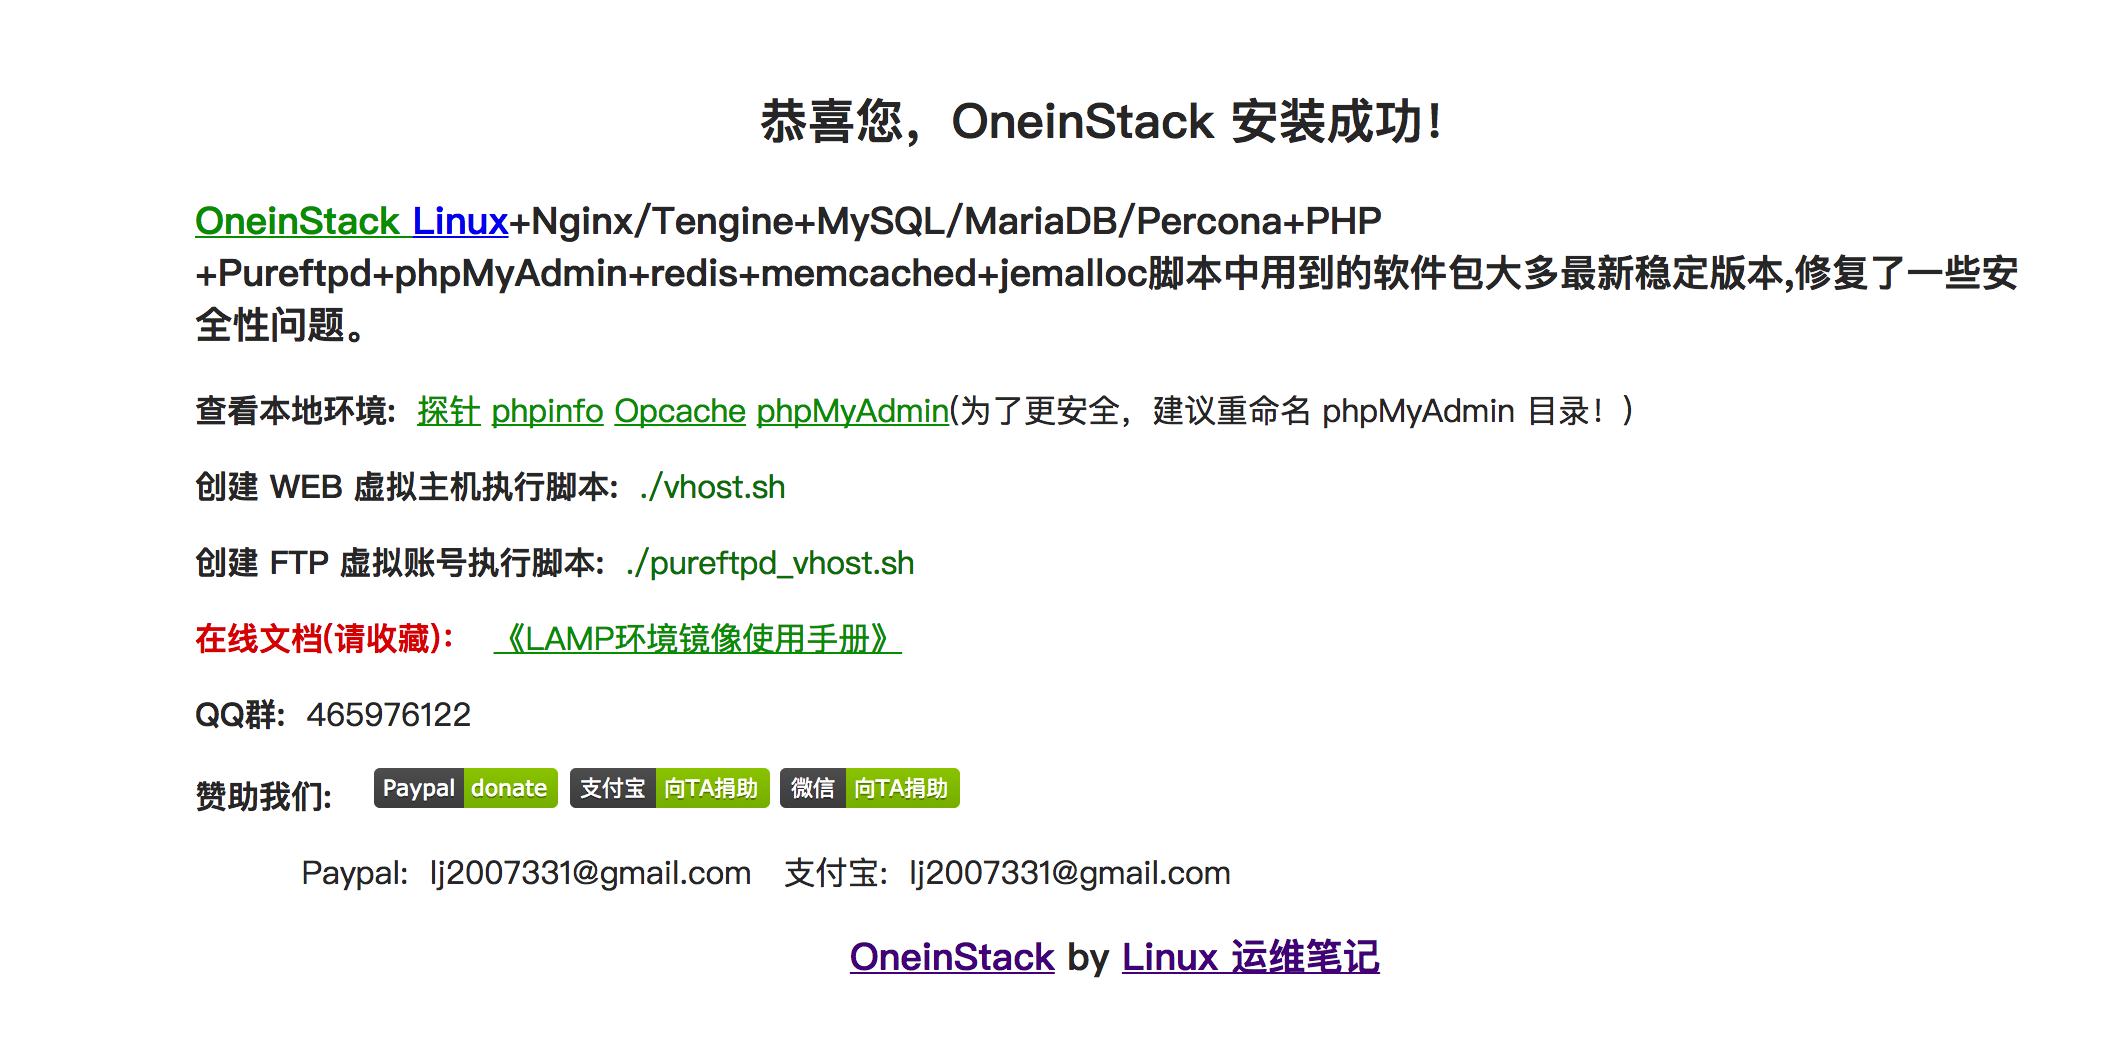 恭喜您，OneinStack 安装成功！
OneinStack Linux+Nginx/Tengine+MySQL/MariaDB/Percona+PHP
+Pureftpd+phpMyAdmin+redis+memcached+jemalloc脚本中用到的软件包大多最新稳定版本,修复了一些安
全性问题。
查看本地环境：探针 phpinfo Opcache phpMyAdmin(为了更安全，建议重命名 phpMyAdmin 目录！)
创建 WEB 虚拟主机执行脚本：./vhost.sh
创建 FTP 虚拟账号执行脚本：./pureftpd_vhost.sh
在线文档(请收藏)：《LAMP环境镜像使用手册》
QQ群：465976122
赞助我们： Paypal donate 支付宝 向TA捐助 微信 向TA捐助
Paypal：lj2007331@gmail.com 支付宝：lj2007331@gmail.com
OneinStack by Linux 运维笔记